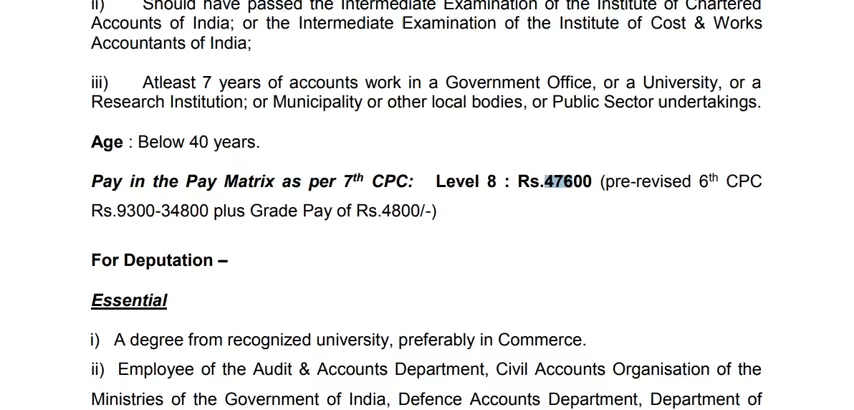 ii) Should have passed the Intermediate Examination of the Institute of Chartered
Accounts of India; or the Intermediate Examination of the Institute of Cost & Works
Accountants of India;
iii) Atleast 7 years of accounts work in a Government Office, or a University, or a
Research Institution; or Municipality or other local bodies, or Public Sector undertakings.
Age : Below 40 years.
Pay in the Pay Matrix as per 7th CPC: Level 8 : Rs.47600 (pre-revised 6th CPC
Rs.9300-34800 plus Grade Pay of Rs.4800/-)
For Deputation –
Essential
i) A degree from recognized university, preferably in Commerce.
ii) Employee of the Audit & Accounts Department, Civil Accounts Organisation of the
Ministries of the Government of India, Defence Accounts Department, Department of